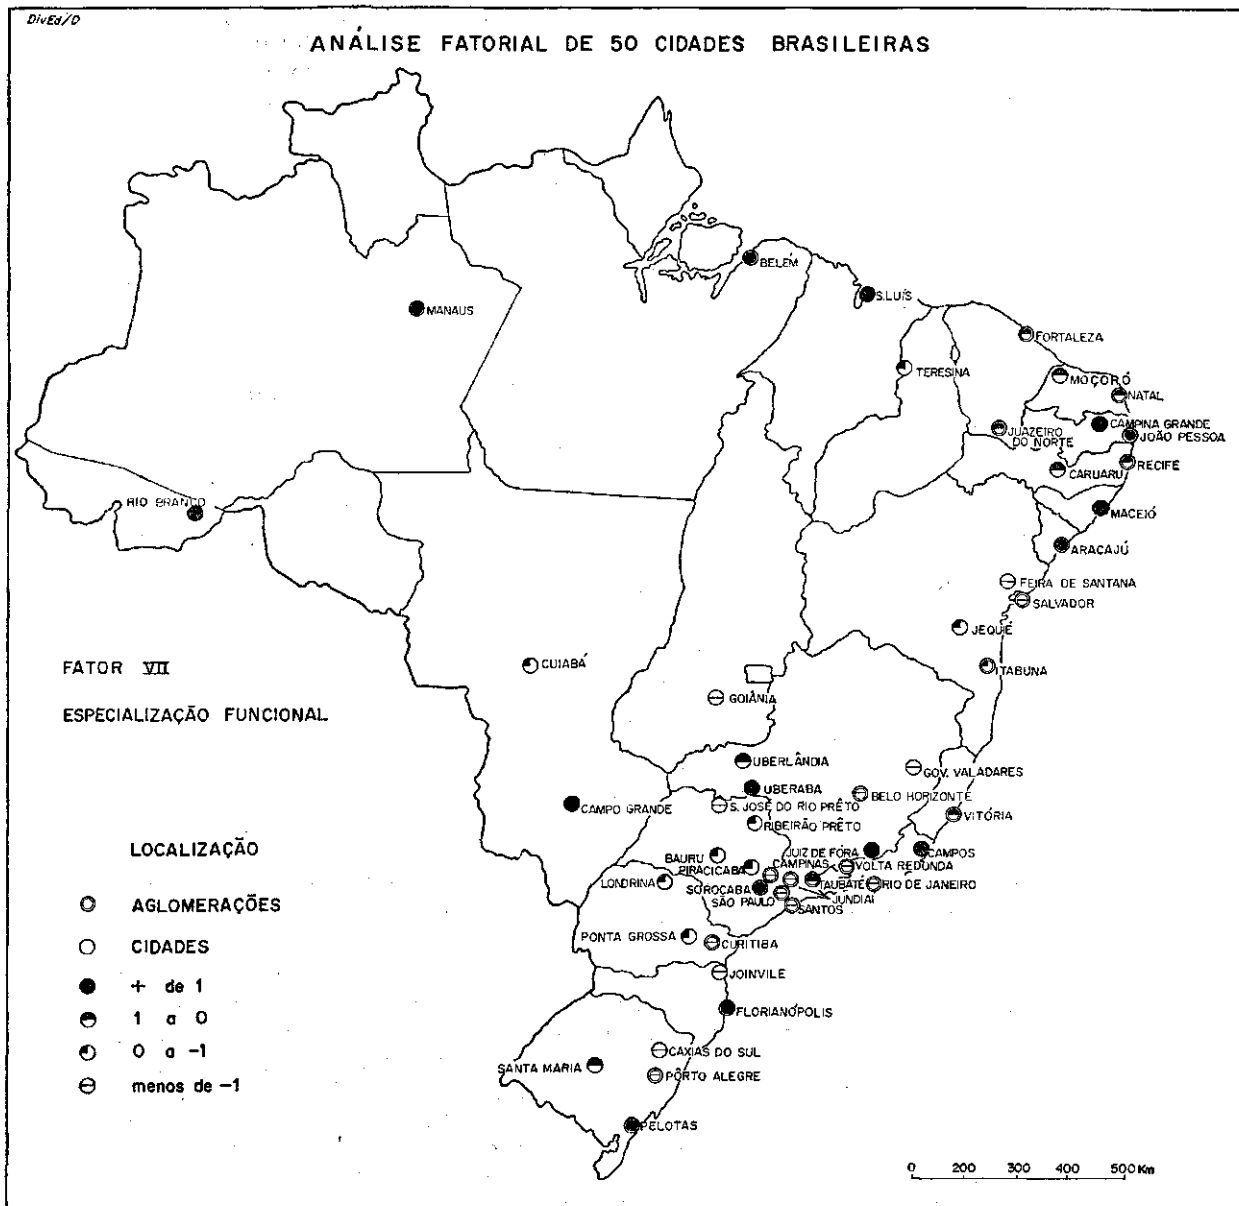 DivEd/D
ANÁLISE FATORIAL DE 50 CIDADES BRASILEIRAS
BELÉM
S.LUÍS
MANAUS
FORTALEZA
TERESINA
MOÇORÓ
NATAL
CAMPINA GRANDE
JUAZEIRO
DO NORTE
JOÃO PESSOA
RECIFE
CARUARU
RIO BRANCO
MACEIÓ
ARACAJÚ
FEIRA DE SANTANA
SALVADOR
JEQUIÉ
FATOR VII
CUIABÁ
ITABUNA
GOIÂNIA
ESPECIALIZAÇÃO FUNCIONAL
UBERLÂNDIA
GOV. VALADARES
UBERABA
BELO HORIZONTE
CAMPO GRANDE
S. JOSÉ DO RIO PRÊTO
VITÓRIA
RIBEIRÃO PRÊTO
LOCALIZAÇÃO
JUIZ DE FORA
CAMPOS
BAURU
PIRACICABA
CAMPINAS
VOLTA REDONDA
LONDRINA
SOROCABA
TAUBATÉ
RIO DE JANEIRO
SÃO PAULO
JUNDIAÍ
AGLOMERAÇÕES
SANTOS
PONTA GROSSA
CURITIBA
CIDADES
JOINVILE
+ de 1
FLORIANÓPOLIS
1 a 0
0 a -1
CAXIAS DO SUL
SANTA MARIA
PÔRTO ALEGRE
menos de -1
PELOTAS
0 200 300 400 500 Km